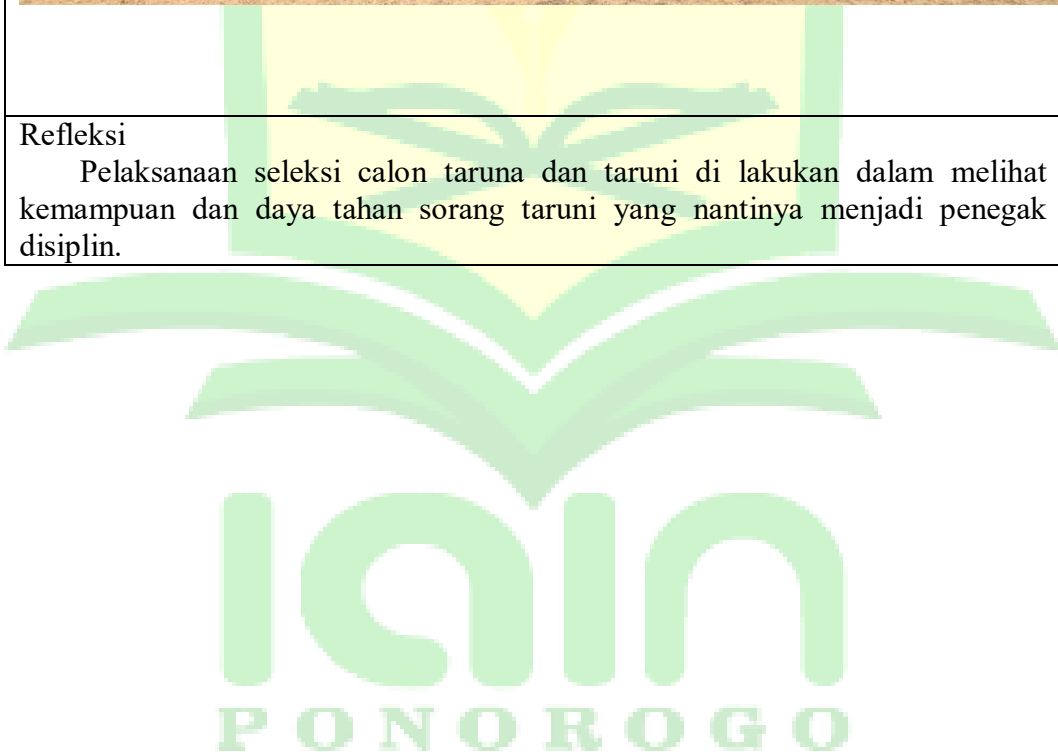 Refleksi
Pelaksanaan seleksi calon taruna dan taruni di lakukan dalam melihat
kemampuan dan daya tahan sorang taruni yang nantinya menjadi penegak
disiplin.
iain
PONOROGO